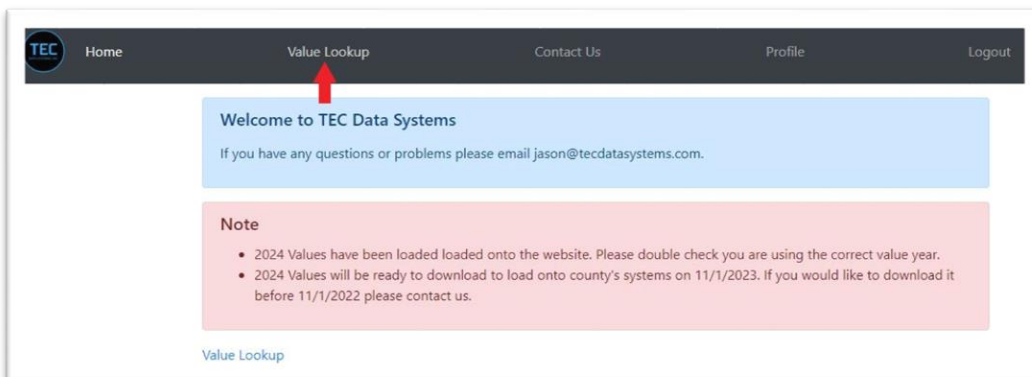 TEC
Home Value Lookup Contact Us Profile Logout
Welcome to TEC Data Systems
If you have any questions or problems please email jason@tecdatasystems.com.
Note
• 2024 Values have been loaded loaded onto the website. Please double check you are using the correct value year.
• 2024 Values will be ready to download to load onto county's systems on 11/1/2023. If you would like to download it
before 11/1/2022 please contact us.
Value Lookup